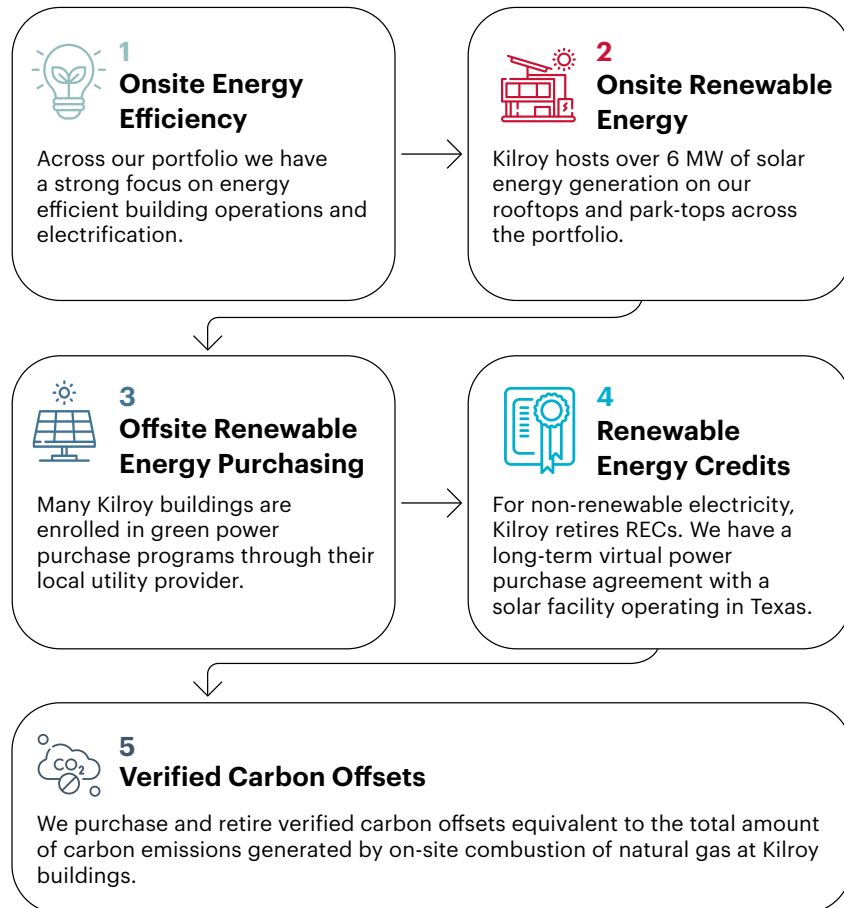 1
Onsite Energy
Efficiency
Across our portfolio we have
a strong focus on energy
efficient building operations and
electrification.
2
Onsite Renewable
Energy
Kilroy hosts over 6 MW of solar
energy generation on our
rooftops and park-tops across
the portfolio.
3
Offsite Renewable
Energy Purchasing
Many Kilroy buildings are
enrolled in green power
purchase programs through their
local utility provider.
4
Renewable
Energy Credits
For non-renewable electricity,
Kilroy retires RECs. We have a
long-term virtual power
purchase agreement with a
solar facility operating in Texas.
CO₂
5
Verified Carbon Offsets
We purchase and retire verified carbon offsets equivalent to the total amount
of carbon emissions generated by on-site combustion of natural gas at Kilroy
buildings.